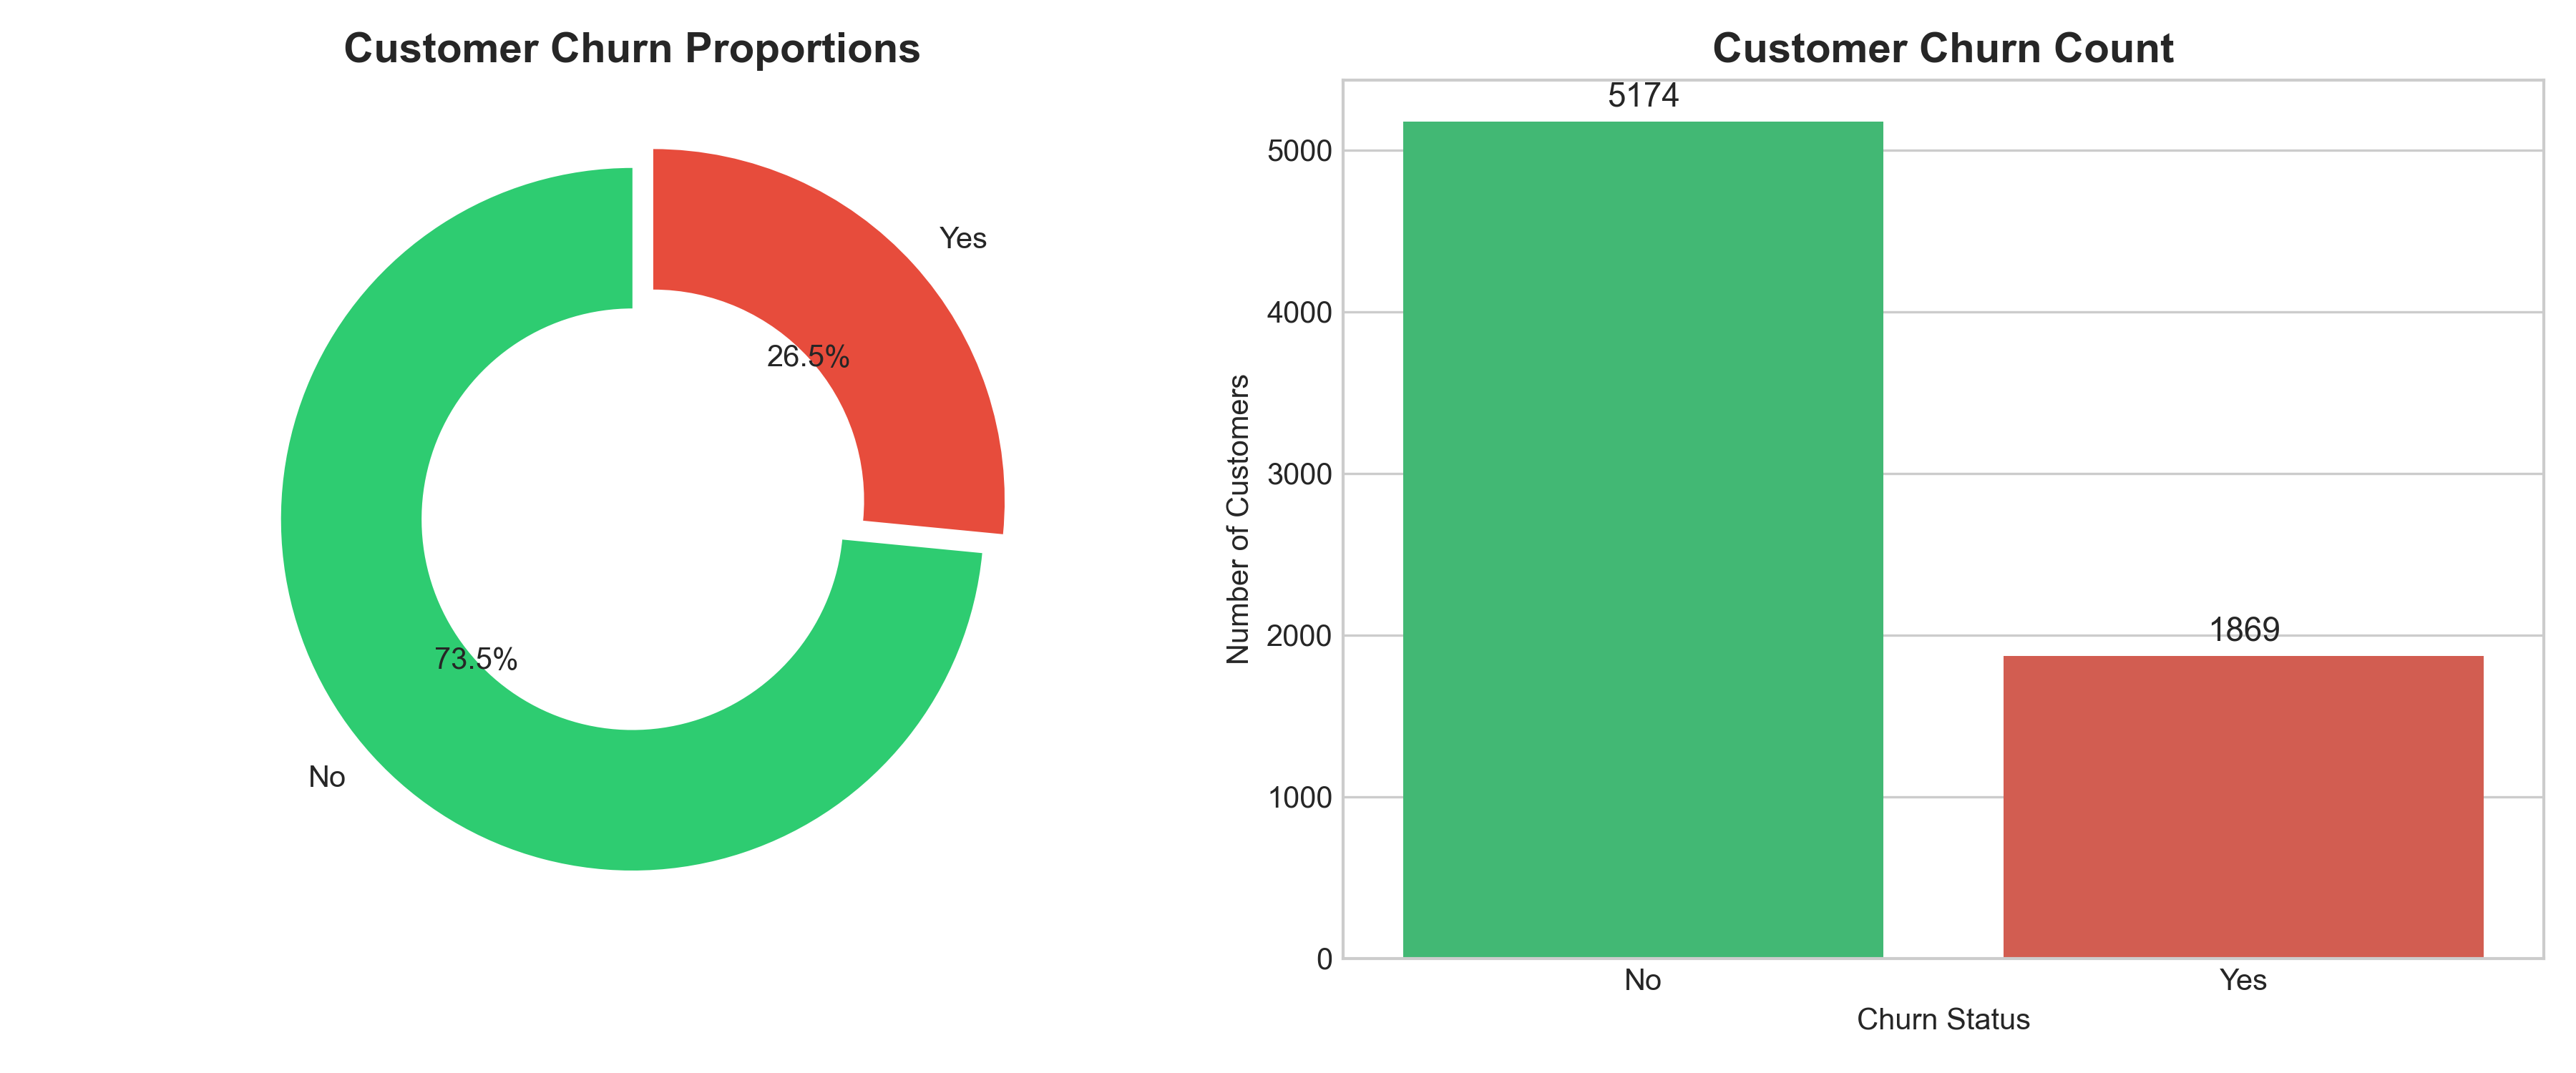 Customer Churn Proportions
Yes
26.5%
73.5%
No
Customer Churn Count
5174
5000
4000
3000
2000
1000
0
1869
Number of Customers
No
Yes
Churn Status